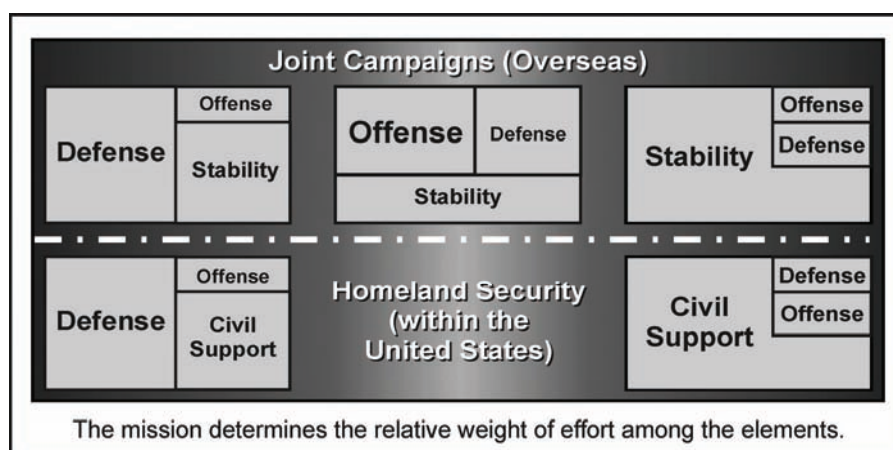 Joint Campaigns (Overseas)
Defense
Offense
Stability
Offense
Defense
Stability
Stability
Offense
Defense
Defense
Offense
Civil
Support
Homeland Security
(within the
United States)
Civil
Support
Defense
Offense
The mission determines the relative weight of effort among the elements.